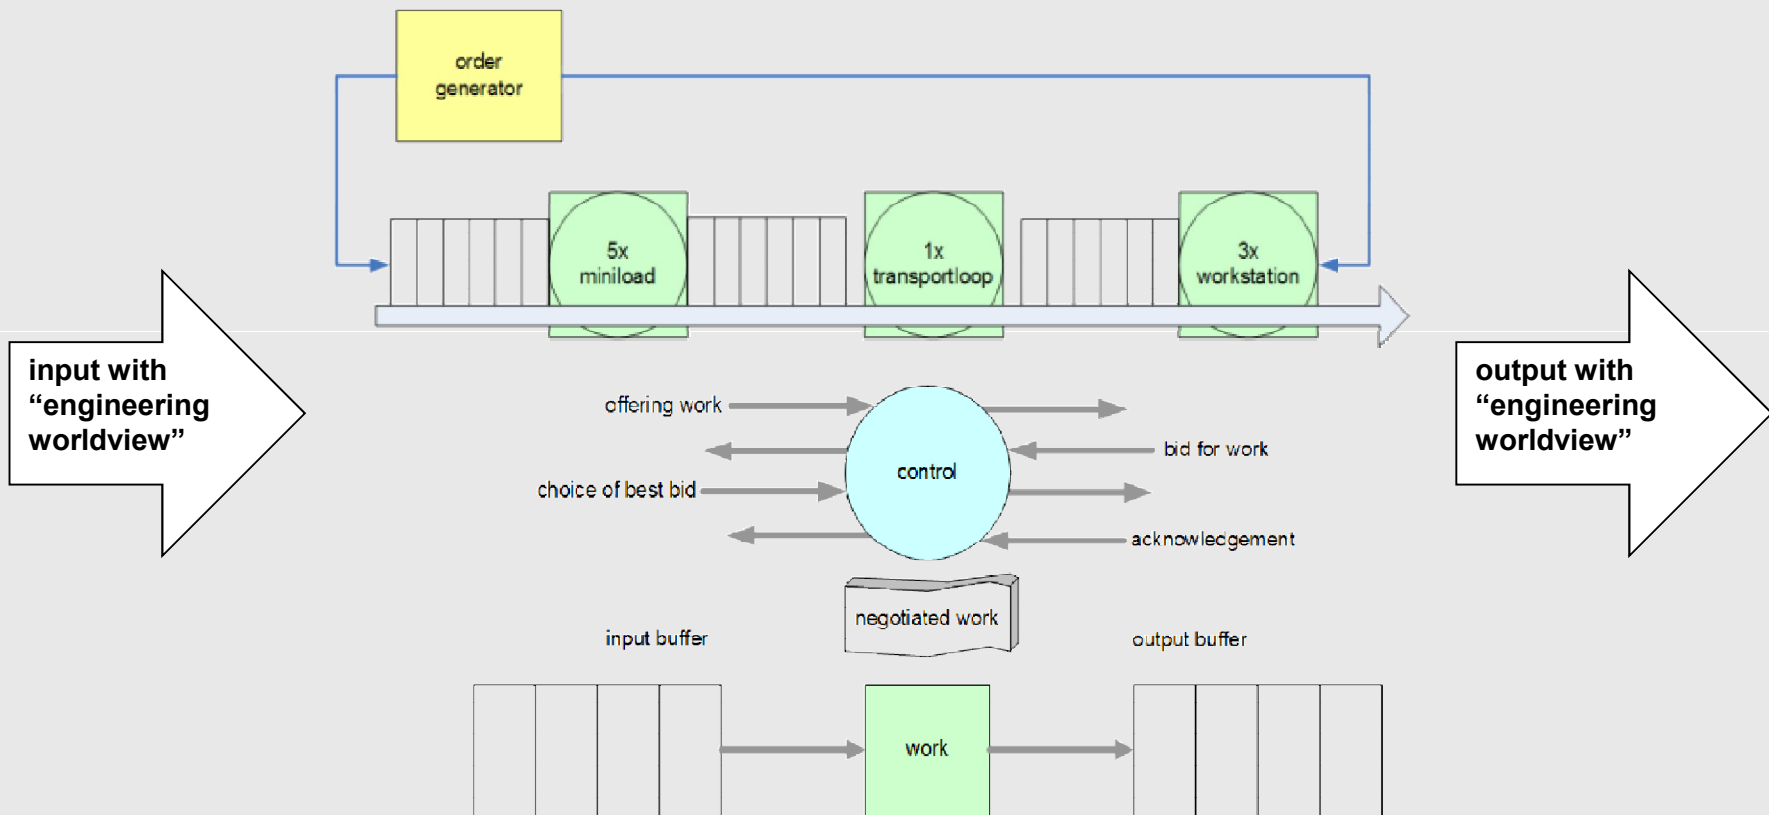 order
generator
5x
miniload
1x
transportloop
3x
workstation
input with
“engineering
worldview”
output with
“engineering
worldview”
offering work
bid for work
control
choice of best bid
acknowledgement
negotiated work
input buffer
output buffer
work